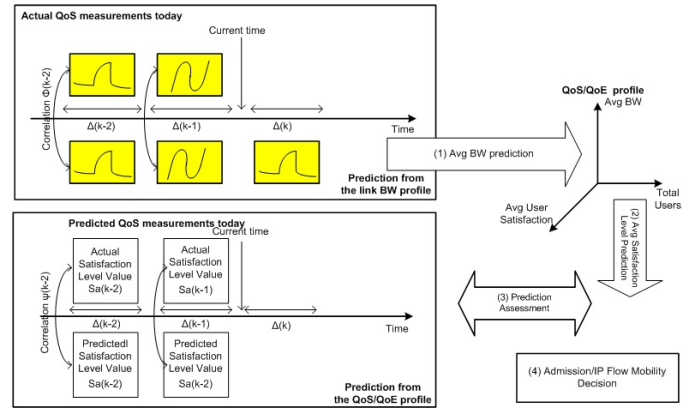 Actual QoS measurements today
Current time
Correlation Φ(k-2)
Δ(k-2)
Δ(k-1)
Δ(k)
Time
Prediction from
the link BW profile
(1) Avg BW prediction
QoS/QoE profile
Avg BW
Total
Users
Avg User
Satisfaction
(2) Avg Satisfaction
Level Prediction
(3) Prediction
Assessment
(4) Admission/IP Flow Mobility
Decision
Predicted QoS measurements today
Current time
Correlation ψ(k-2)
Actual
Satisfaction
Level Value
Sa(k-2)
Actual
Satisfaction
Level Value
Sa(k-1)
Δ(k-2)
Δ(k-1)
Δ(k)
Time
Predictedl
Satisfaction
Level Value
Sa(k-2)
Predicted
Satisfaction
Level Value
Sa(k-2)
Prediction from
the QoS/QoE profile